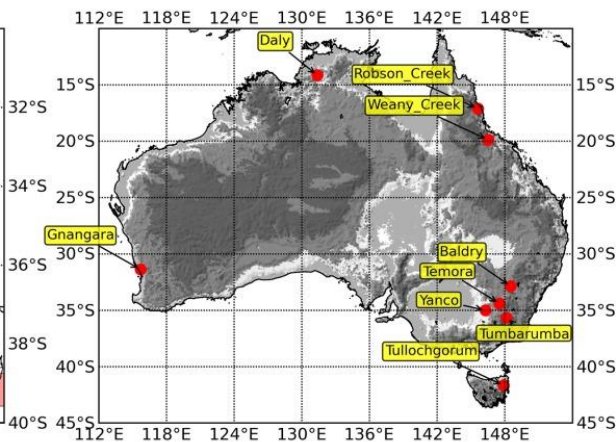 112°E 118°E 124°E 130°E 136°E 142°E 148°E
Daly
15°S Robson_Creek 15°S
32°S
Weany_Creek
20°S 20°S
34°S
25°S 25°S
Gnangara
30°S Baldry 30°S
36°S
Temora
Yanco
35°S 35°S
Tumbarumba
38°S
Tullochgorum
40°S 40°S
40°S 45°S 45°S
112°E 118°E 124°E 130°E 136°E 142°E 148°E